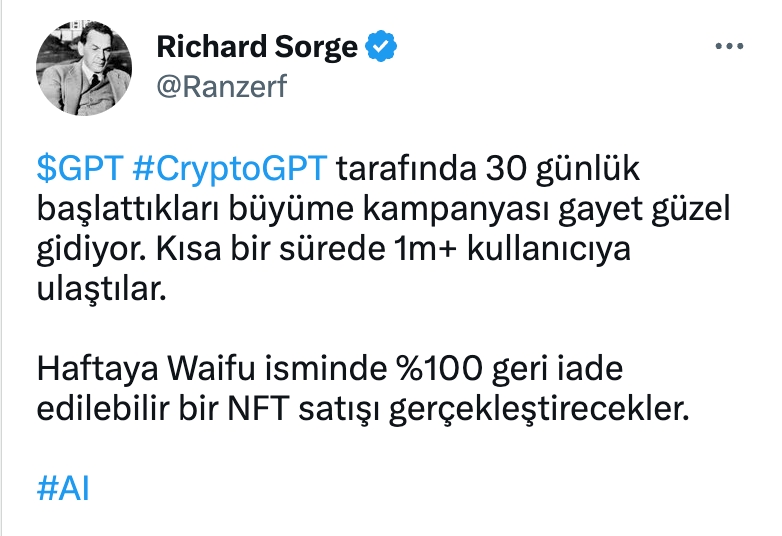 Richard Sorge
@Ranzerf
$GPT #CryptoGPT tarafında 30 günlük
başlattıkları büyüme kampanyası gayet güzel
gidiyor. Kısa bir sürede 1m+ kullanıcıya
ulaştılar.
Haftaya Waifu isminde %100 geri iade
edilebilir bir NFT satışı gerçekleştirecekler.
#AI